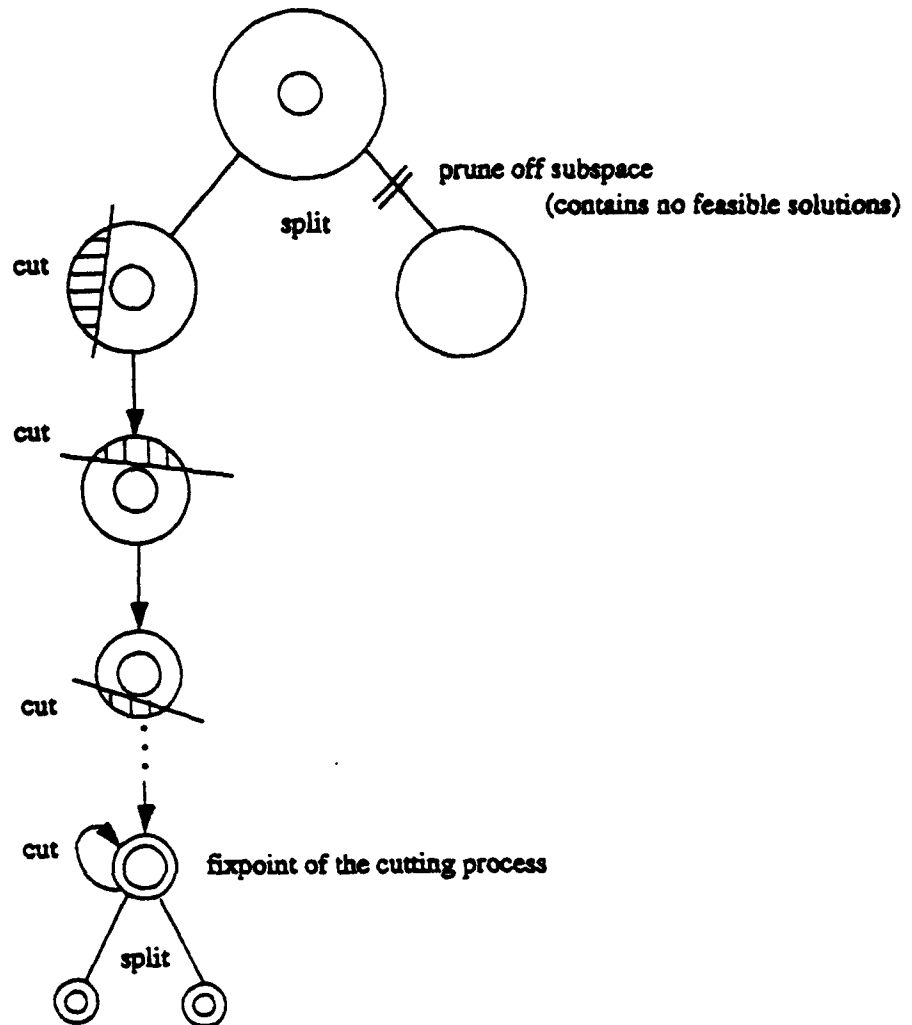 prune off subspace
(contains no feasible solutions)
split
cut
cut
cut
cut
fixpoint of the cutting process
split